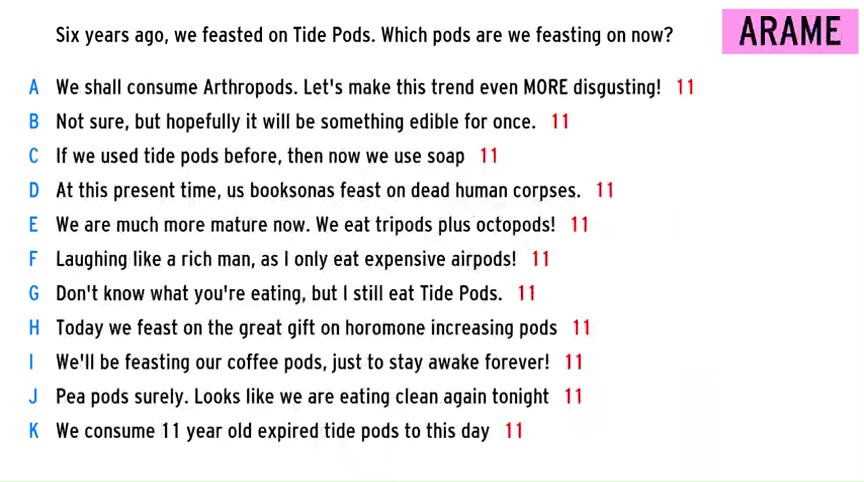 Six years ago, we feasted on Tide Pods. Which pods are we feasting on now?
ARAME
A We shall consume Arthropods. Let's make this trend even MORE disgusting! 11
B Not sure, but hopefully it will be something edible for once. 11
C If we used tide pods before, then now we use soap 11
D At this present time, us booksonas feast on dead human corpses. 11
E We are much more mature now. We eat tripods plus octopods! 11
F Laughing like a rich man, as I only eat expensive airpods! 11
G Don't know what you're eating, but I still eat Tide Pods. 11
H Today we feast on the great gift on horomone increasing pods 11
I We'll be feasting our coffee pods, just to stay awake forever! 11
J Pea pods surely. Looks like we are eating clean again tonight 11
K We consume 11 year old expired tide pods to this day 11